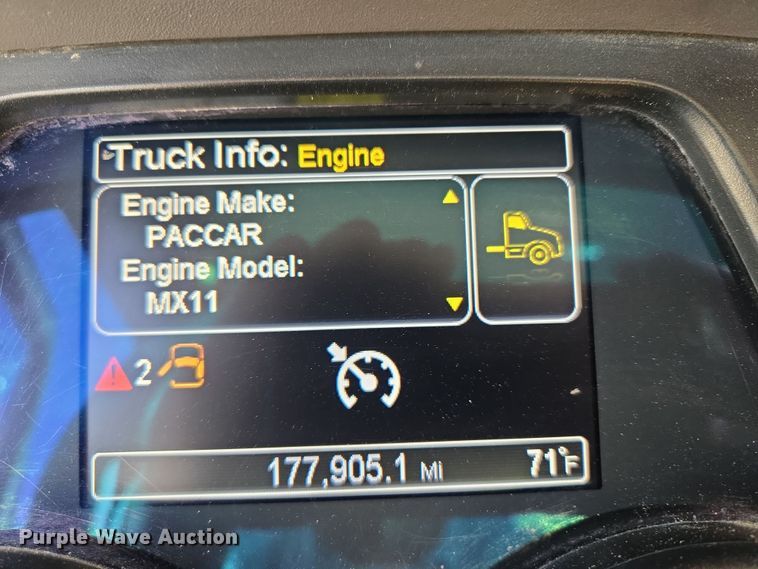 Truck Info: Engine
Engine Make:
PACCAR
Engine Model:
MX11
2
177,905.1 Mi
71°F
Purple Wave Auction